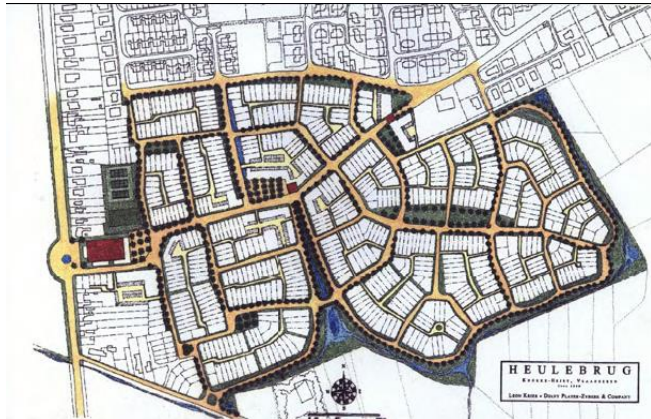 HEULEBRUG
KNOKKE-HEIST, VLAANDEREN
LEON KRIER • DUANY PLATER-ZYBERK & COMPANY